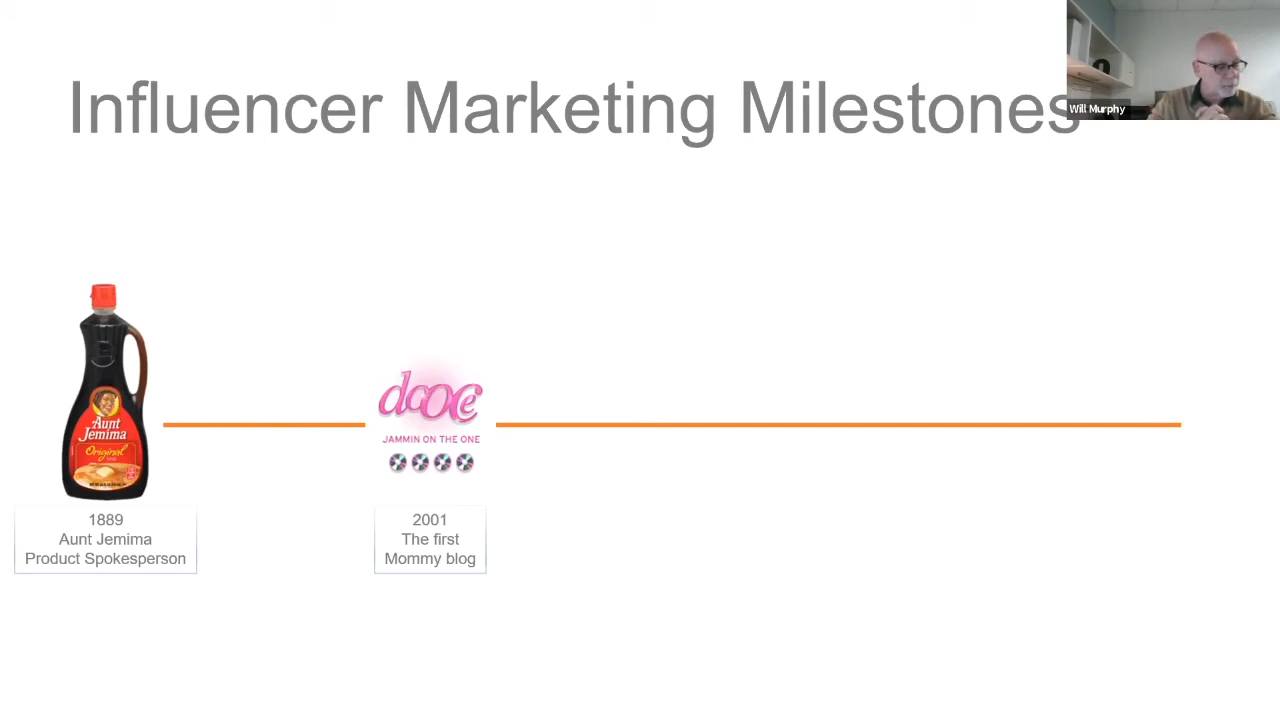 Influencer Marketing Milestones
Will Murphy
Aunt
Jemima
Original
dooce
JAMMIN ON THE ONE
1889
Aunt Jemima
Product Spokesperson
2001
The first
Mommy blog